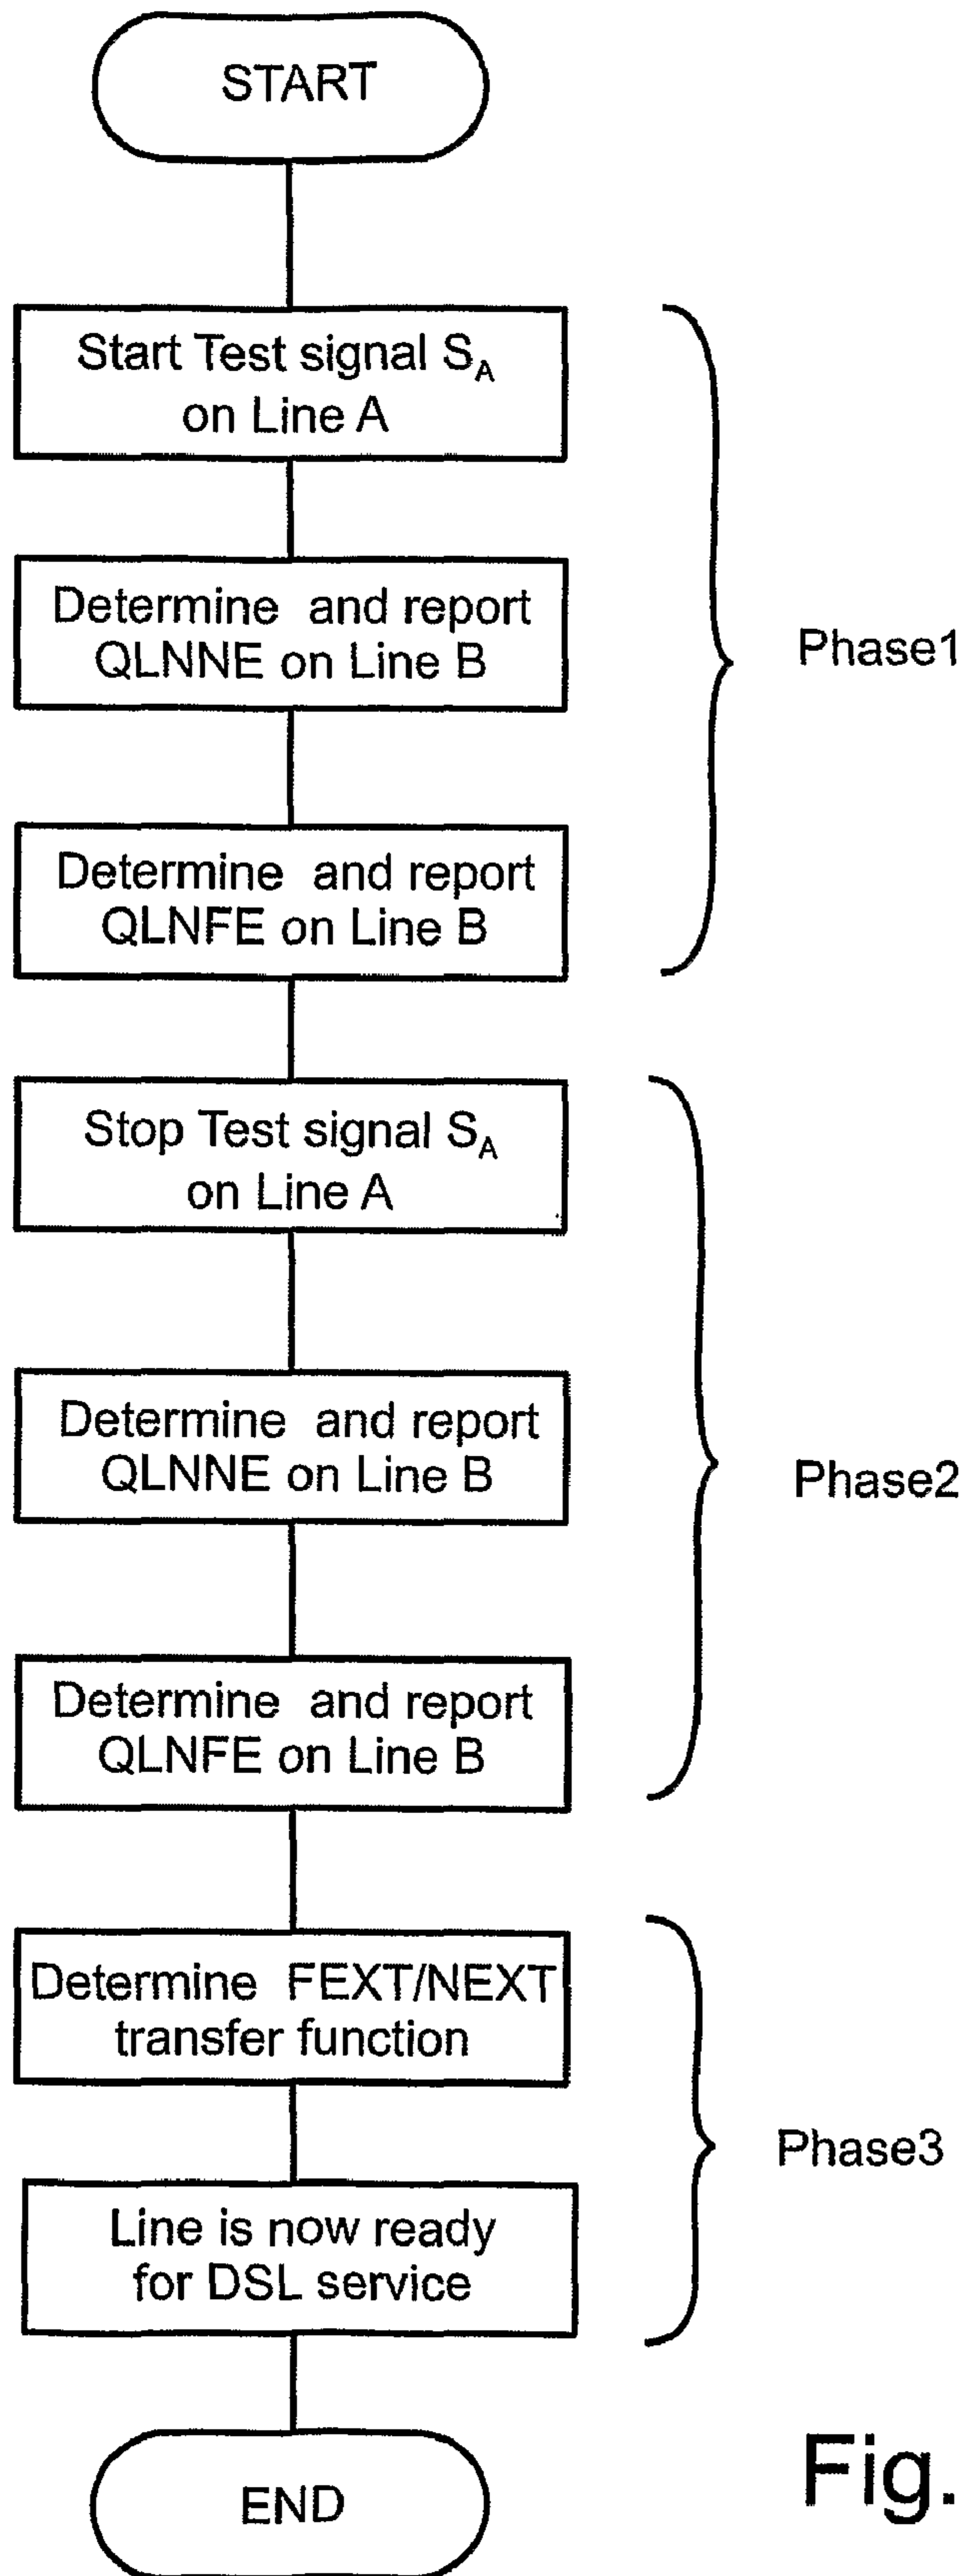 START
Start Test signal S_A
on Line A
Determine and report
QLNNE on Line B
Determine and report
QLNFE on Line B
Phase1
Stop Test signal S_A
on Line A
Determine and report
QLNNE on Line B
Determine and report
QLNFE on Line B
Phase2
Determine FEXT/NEXT
transfer function
Line is now ready
for DSL service
Phase3
END
Fig.